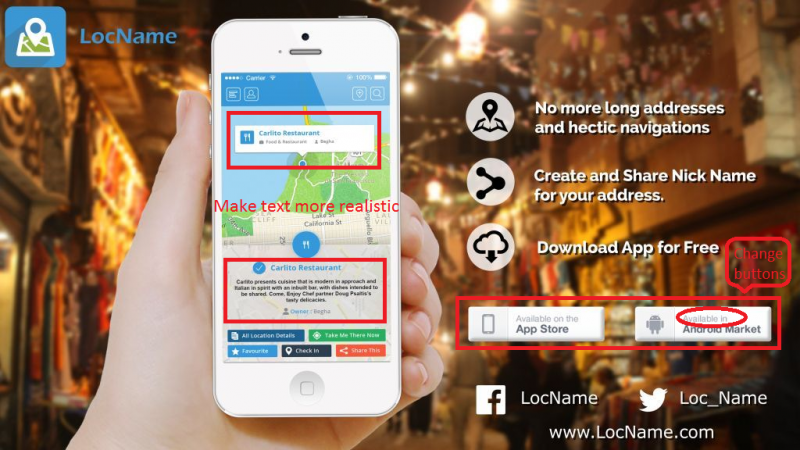 LocName
Carrier 100%
Carlito Restaurant
Food & Restaurant Bagha
Make text more realistic
SEA CLIFF
Lake St
California St
Carlito Restaurant
Carlito presents cuisine that is modern in approach and
Italian in spirit with an inbuilt bar, with dishes intended
to be shared. Come, Enjoy Chef partner Doug Psaltis's
tasty delicacies.
Owner : Bagha
All Location Details
Take Me There Now
Favourite
Check In
Share This
No more long addresses
and hectic navigations
Create and Share Nick Name
for your address.
Download App for Free
change
buttons
Available on the
App Store
Available in
Android Market
LocName
Loc_Name
www.LocName.com